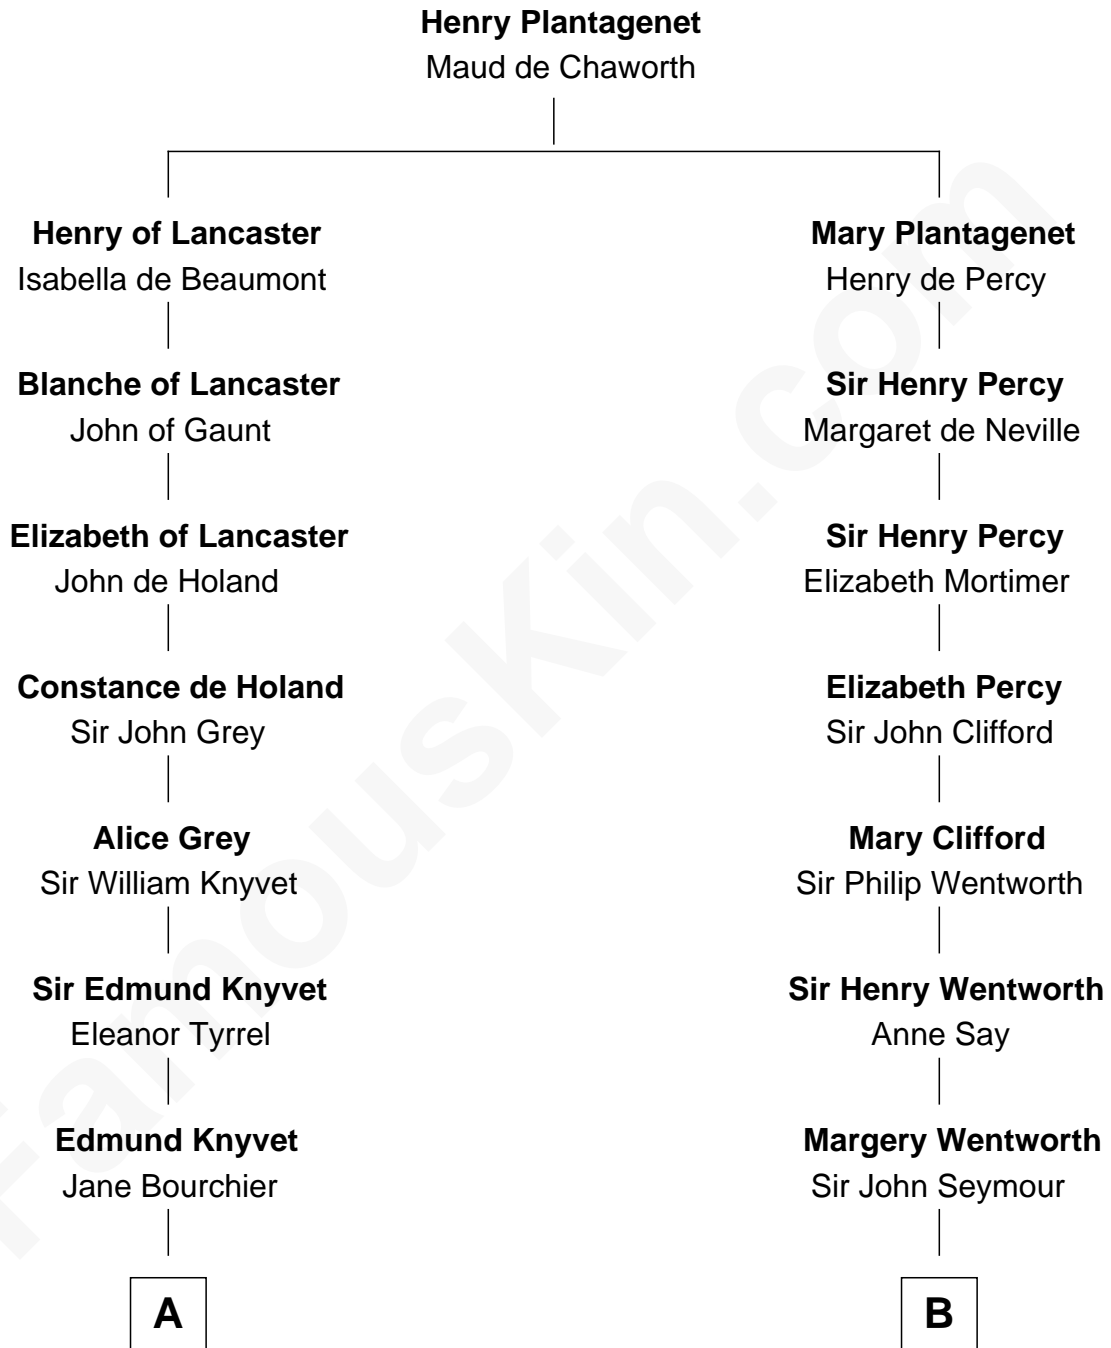 Henry Plantagenet
Maud de Chaworth
Henry of Lancaster
Isabella de Beaumont
Mary Plantagenet
Henry de Percy
Blanche of Lancaster
John of Gaunt
Sir Henry Percy
Margaret de Neville
Elizabeth of Lancaster
John de Holand
Sir Henry Percy
Elizabeth Mortimer
Constance de Holand
Sir John Grey
Elizabeth Percy
Sir John Clifford
Alice Grey
Sir William Knyvet
Mary Clifford
Sir Philip Wentworth
Sir Edmund Knyvet
Eleanor Tyrrel
Sir Henry Wentworth
Anne Say
Edmund Knyvet
Jane Bourchier
Margery Wentworth
Sir John Seymour
A
B
FamousKin.com